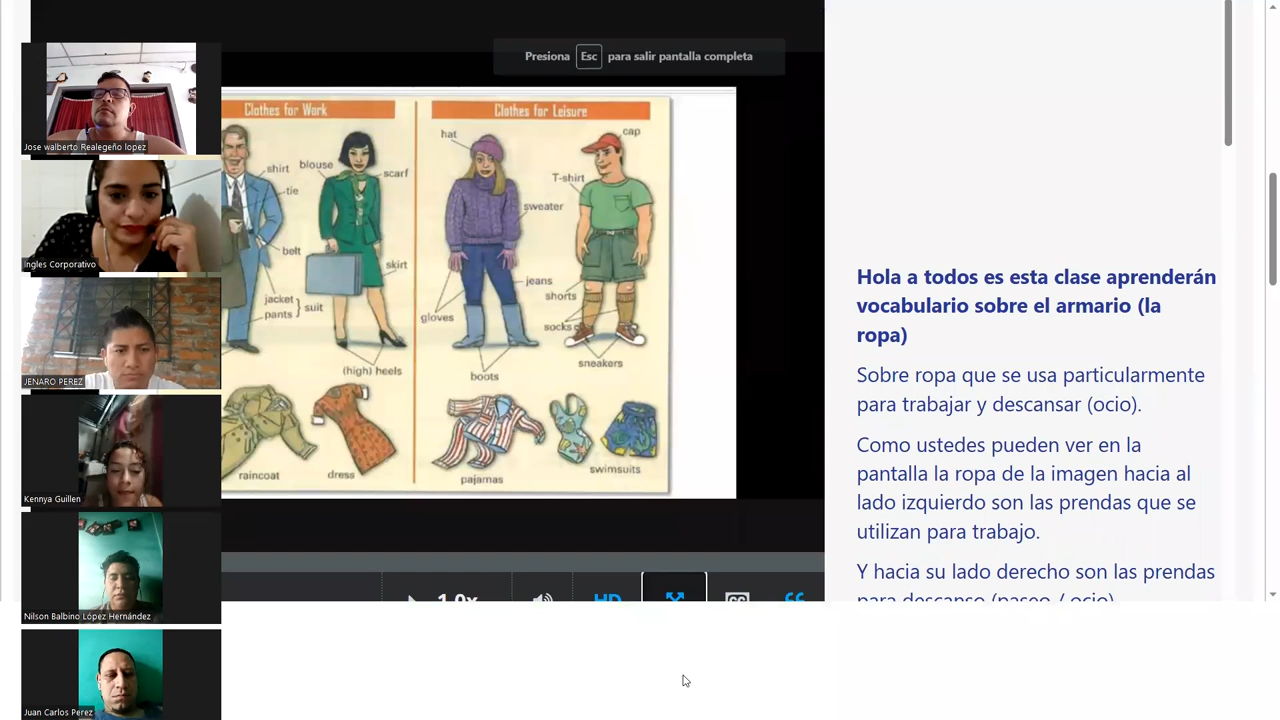 Presiona Esc para salir pantalla completa
Jose walberto Realegeño lopez
Ingles Corporativo
JENARO PEREZ
Kennya Guillen
Nilson Balbino López Hernández
Juan Carlos Perez
Clothes for Work
shirt
blouse
scarf
tie
belt
skirt
jacket
pants
suit
(high) heels
raincoat
dress
Clothes for Leisure
hat
cap
T-shirt
sweater
jeans
shorts
gloves
socks
sneakers
boots
pajamas
swimsuits
1.0x
HD
CC
Hola a todos es esta clase aprenderán
vocabulario sobre el armario (la
ropa)
Sobre ropa que se usa particularmente
para trabajar y descansar (ocio).
Como ustedes pueden ver en la
pantalla la ropa de la imagen hacia al
lado izquierdo son las prendas que se
utilizan para trabajo.
Y hacia su lado derecho son las prendas
para descanso (paseo / ocio)